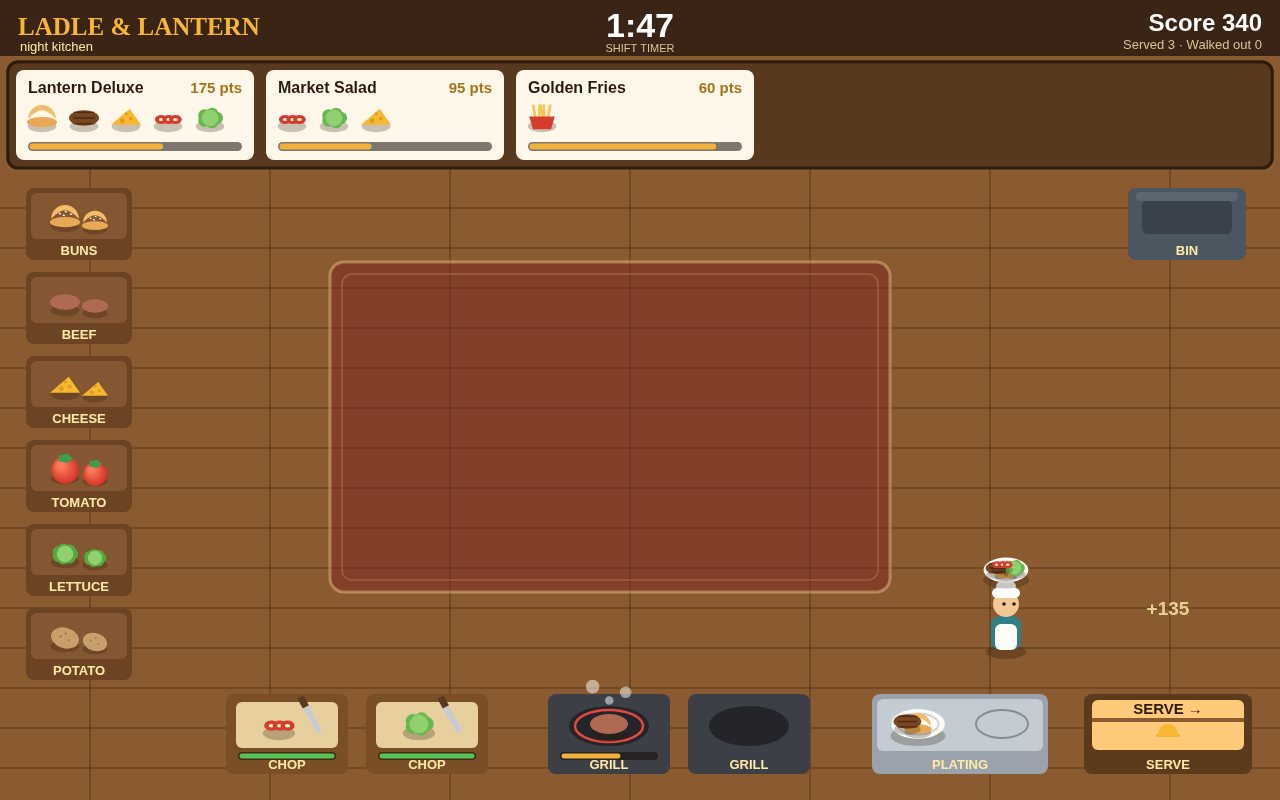 LADLE & LANTERN
night kitchen
1:47
SHIFT TIMER
Score 340
Served 3 · Walked out 0
Lantern Deluxe 175 pts
Market Salad 95 pts
Golden Fries 60 pts
BUNS
BEEF
CHEESE
TOMATO
LETTUCE
POTATO
BIN
+135
CHOP
CHOP
GRILL
GRILL
PLATING
SERVE →
SERVE